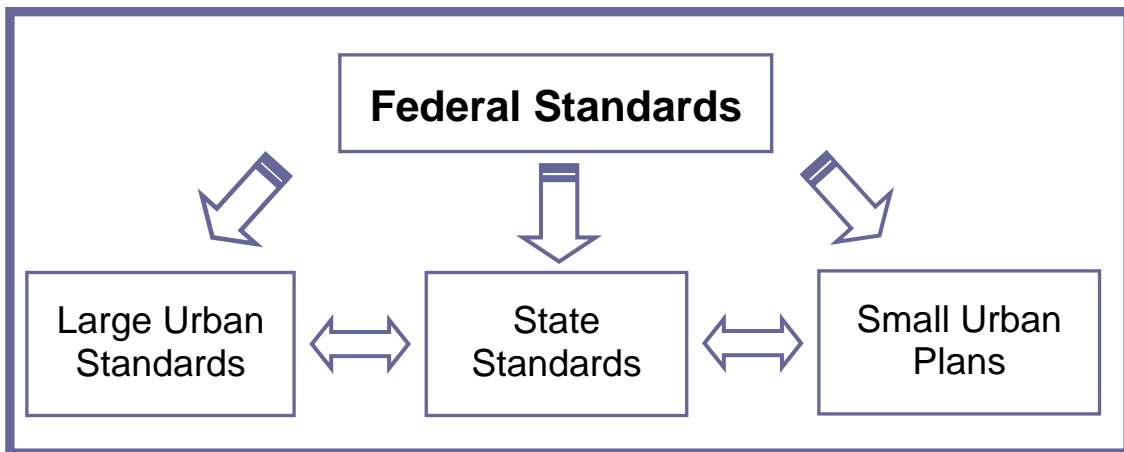 Federal Standards
Large Urban
Standards
State
Standards
Small Urban
Plans